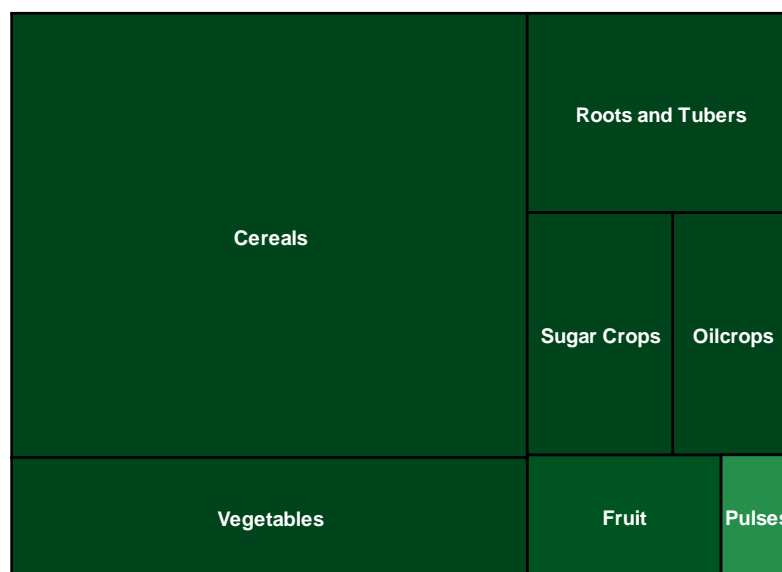 Roots and Tubers
Cereals
Sugar Crops
Oilcrops
Vegetables
Fruit
Pulses